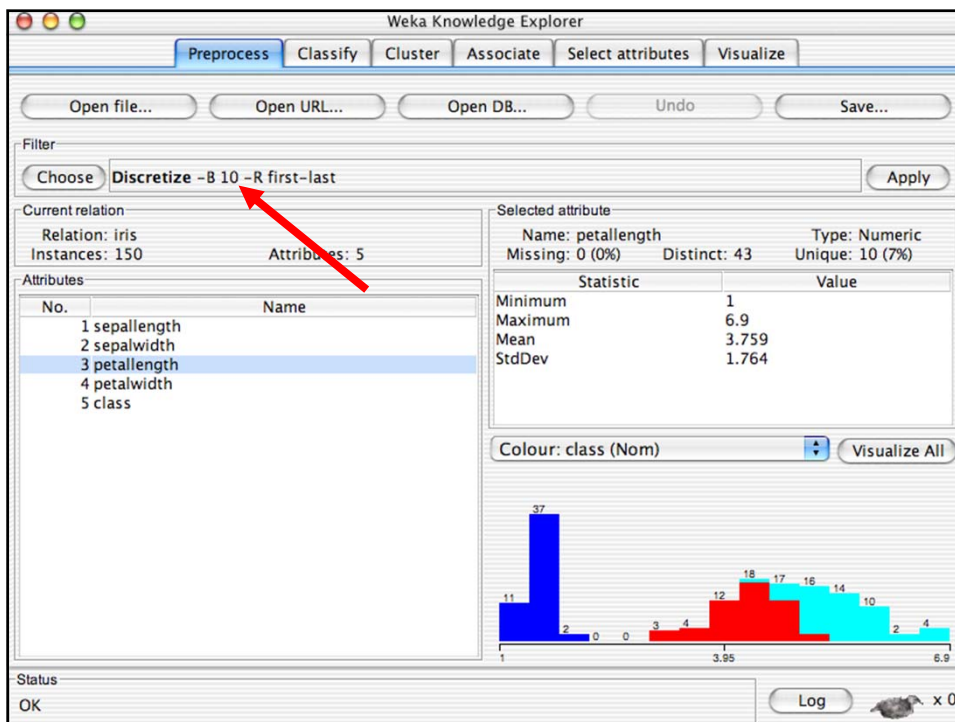 Weka Knowledge Explorer
Preprocess Classify Cluster Associate Select attributes Visualize
Open file... Open URL... Open DB... Undo Save...
Filter
Choose Discretize -B 10 -R first-last Apply
Current relation
Relation: iris
Instances: 150 Attributes: 5
Attributes
No. Name
1 sepallength
2 sepalwidth
3 petallength
4 petalwidth
5 class
Selected attribute
Name: petallength Type: Numeric
Missing: 0 (0%) Distinct: 43 Unique: 10 (7%)
Statistic Value
Minimum 1
Maximum 6.9
Mean 3.759
StdDev 1.764
Colour: class (Nom) Visualize All
11 37 2 0 0 3 4 12 18 17 16 14 10 2 4
1 3.95 6.9
Status
OK
Log x 0